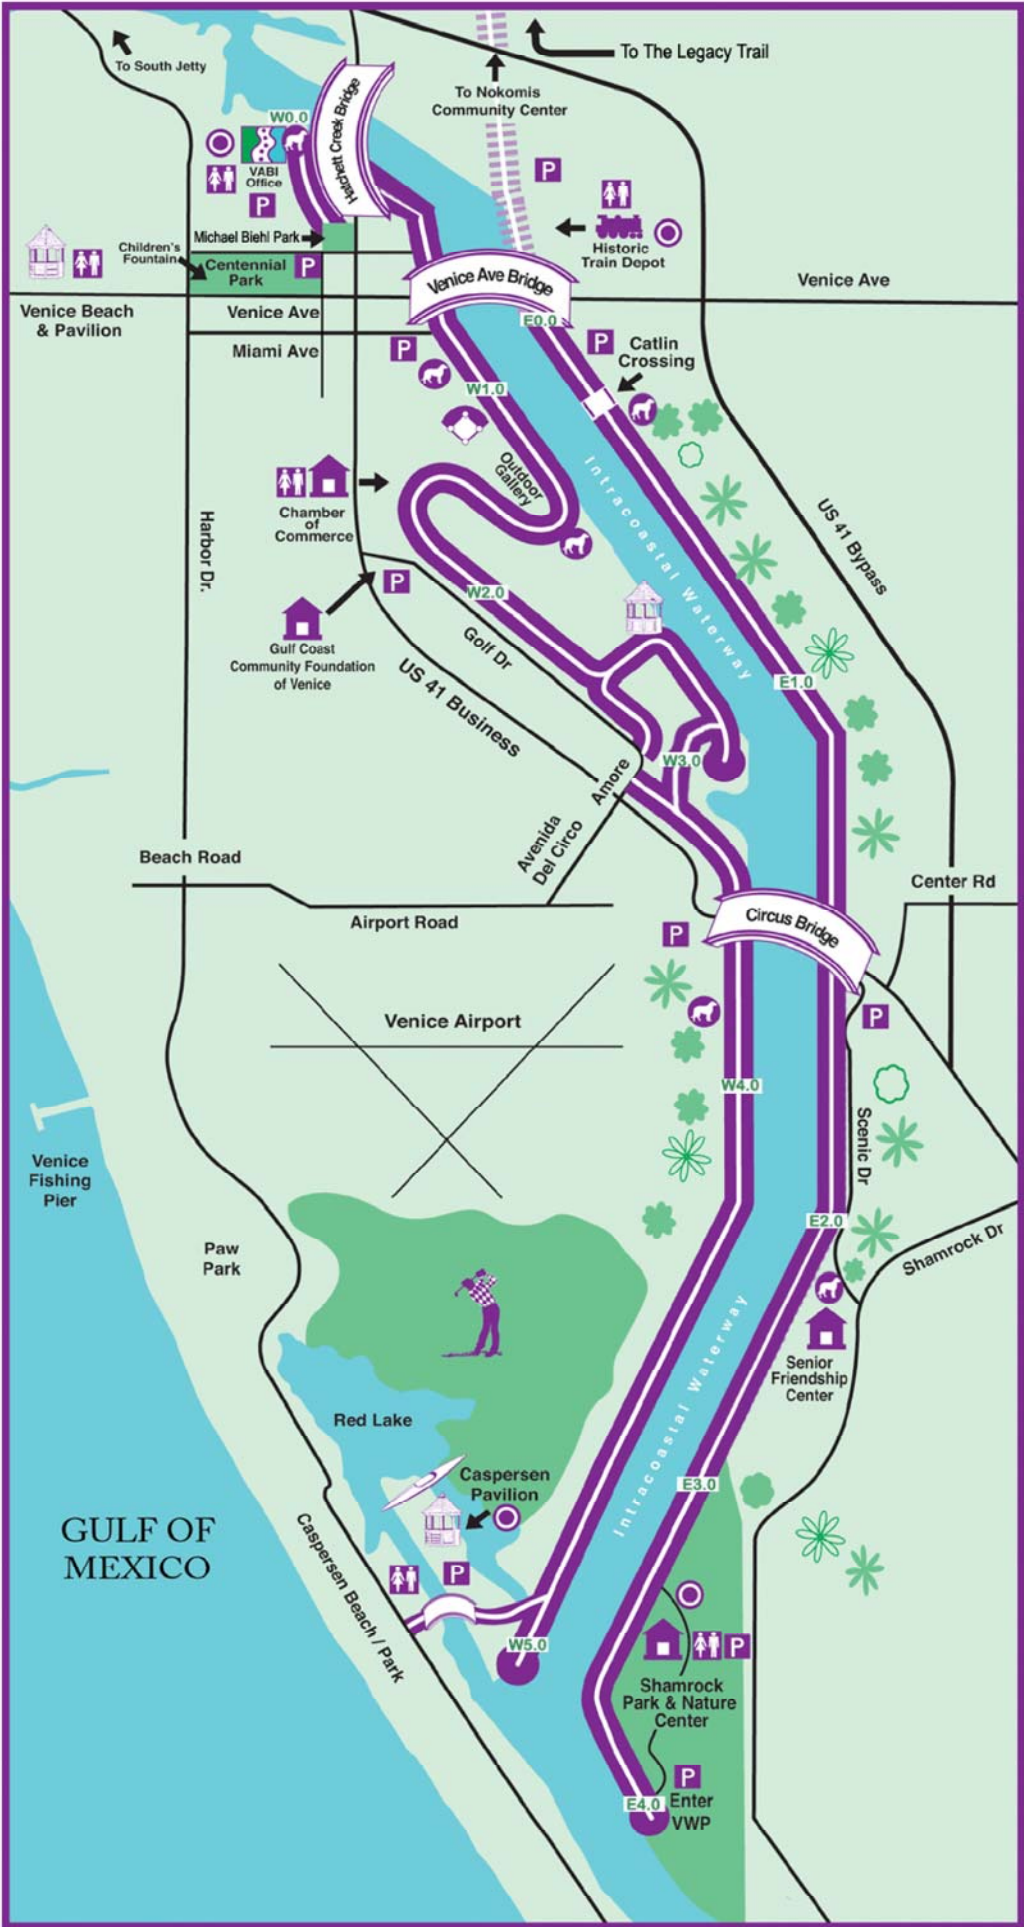 To The Legacy Trail
To South Jetty
To Nokomis
Community Center
W0.0
Hatchett Creek Bridge
VABI
Office
P
P
Michael Biehl Park
Historic
Train Depot
Children's
Fountain
Centennial
Park
P
Venice Ave Bridge
Venice Ave
Venice Beach
& Pavilion
Venice Ave
E0.0
Miami Ave
P
P
Catlin
Crossing
W1.0
Outdoor
Gallery
Intracoastal Waterway
US 41 Bypass
Chamber
of
Commerce
Harbor Dr.
P
W2.0
Gulf Coast
Community Foundation
of Venice
Golf Dr
US 41 Business
E1.0
W3.0
Amore
Avenida
Del Circo
Beach Road
Airport Road
Center Rd
Circus Bridge
P
P
Venice Airport
W4.0
Scenic Dr
Venice
Fishing
Pier
E2.0
Shamrock Dr
Paw
Park
Intracoastal Waterway
Senior
Friendship
Center
Red Lake
Caspersen
Pavilion
E3.0
GULF OF
MEXICO
Caspersen Beach / Park
P
W5.0
P
Shamrock
Park & Nature
Center
P
E4.0
Enter
VWP